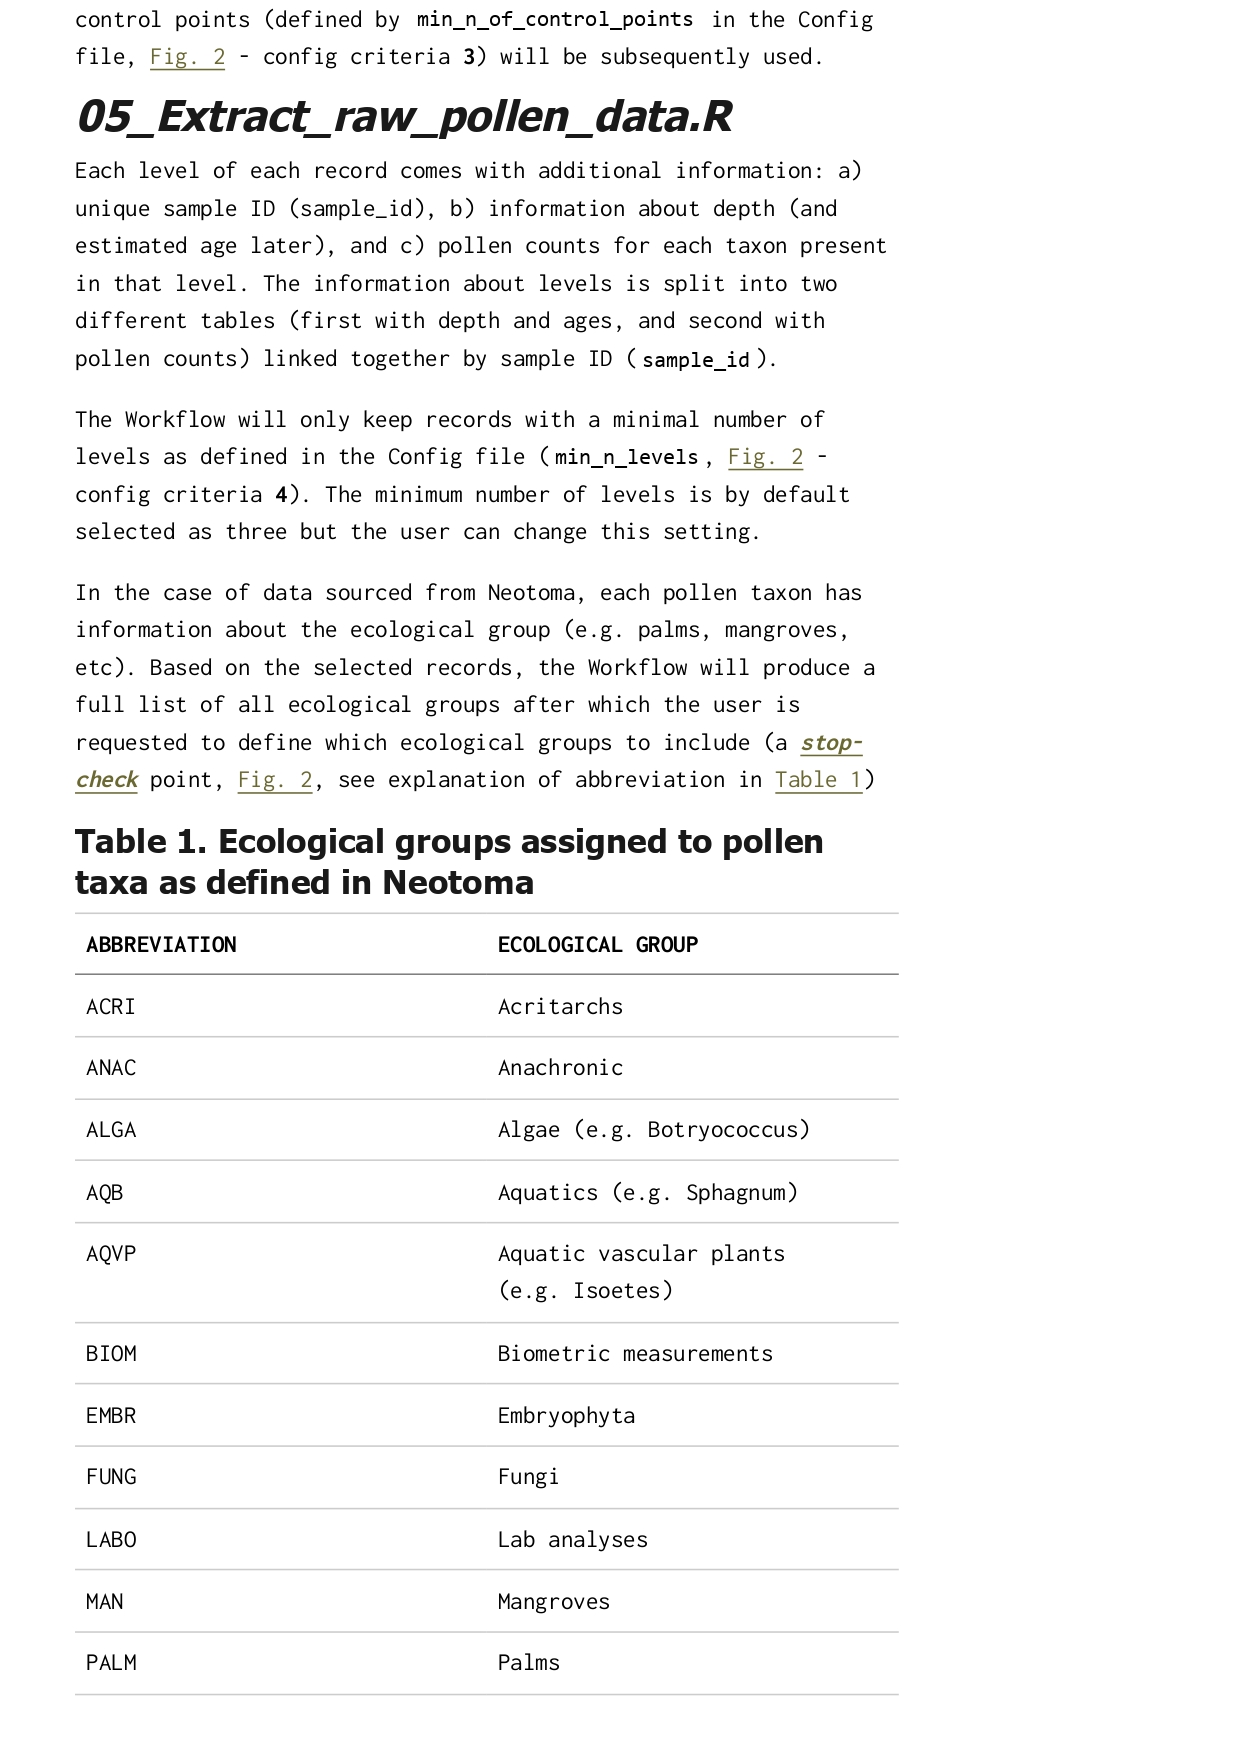 control points (defined by min_n_of_control_points in the Config
file, Fig. 2 - config criteria 3) will be subsequently used.
05_Extract_raw_pollen_data.R
Each level of each record comes with additional information: a)
unique sample ID (sample_id), b) information about depth (and
estimated age later), and c) pollen counts for each taxon present
in that level. The information about levels is split into two
different tables (first with depth and ages, and second with
pollen counts) linked together by sample ID (sample_id).
The Workflow will only keep records with a minimal number of
levels as defined in the Config file (min_n_levels, Fig. 2 -
config criteria 4). The minimum number of levels is by default
selected as three but the user can change this setting.
In the case of data sourced from Neotoma, each pollen taxon has
information about the ecological group (e.g. palms, mangroves,
etc). Based on the selected records, the Workflow will produce a
full list of all ecological groups after which the user is
requested to define which ecological groups to include (a stop-
check point, Fig. 2, see explanation of abbreviation in Table 1)
Table 1. Ecological groups assigned to pollen
taxa as defined in Neotoma
ABBREVIATION ECOLOGICAL GROUP
ACRI Acritarchs
ANAC Anachronic
ALGA Algae (e.g. Botryococcus)
AQB Aquatics (e.g. Sphagnum)
AQVP Aquatic vascular plants
(e.g. Isoetes)
BIOM Biometric measurements
EMBR Embryophyta
FUNG Fungi
LABO Lab analyses
MAN Mangroves
PALM Palms